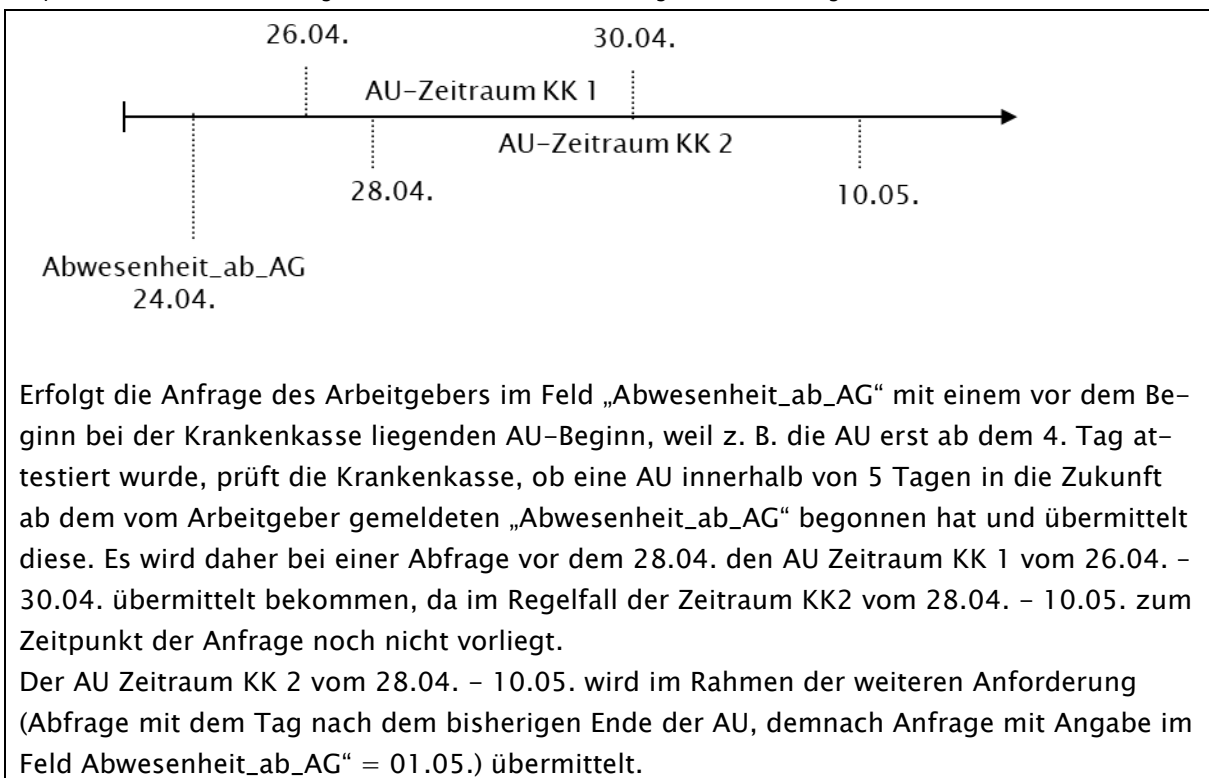 26.04.
30.04.
AU-Zeitraum KK 1
AU-Zeitraum KK 2
28.04.
10.05.
Abwesenheit_ab_AG
24.04.
Erfolgt die Anfrage des Arbeitgebers im Feld „Abwesenheit_ab_AG“ mit einem vor dem Be-
ginn bei der Krankenkasse liegenden AU-Beginn, weil z. B. die AU erst ab dem 4. Tag at-
testiert wurde, prüft die Krankenkasse, ob eine AU innerhalb von 5 Tagen in die Zukunft
ab dem vom Arbeitgeber gemeldeten „Abwesenheit_ab_AG“ begonnen hat und übermittelt
diese. Es wird daher bei einer Abfrage vor dem 28.04. den AU Zeitraum KK 1 vom 26.04. –
30.04. übermittelt bekommen, da im Regelfall der Zeitraum KK2 vom 28.04. – 10.05. zum
Zeitpunkt der Anfrage noch nicht vorliegt.
Der AU Zeitraum KK 2 vom 28.04. – 10.05. wird im Rahmen der weiteren Anforderung
(Abfrage mit dem Tag nach dem bisherigen Ende der AU, demnach Anfrage mit Angabe im
Feld Abwesenheit_ab_AG“ = 01.05.) übermittelt.